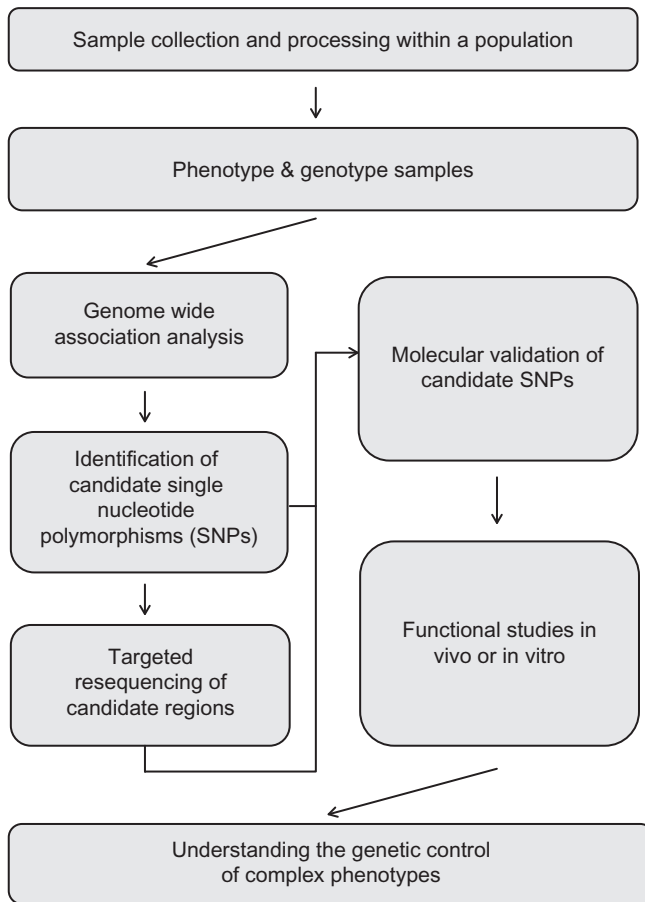 Sample collection and processing within a population
Phenotype & genotype samples
Genome wide
association analysis
Identification of
candidate single
nucleotide
polymorphisms (SNPs)
Targeted
resequencing of
candidate regions
Molecular validation of
candidate SNPs
Functional studies in
vivo or in vitro
Understanding the genetic control
of complex phenotypes